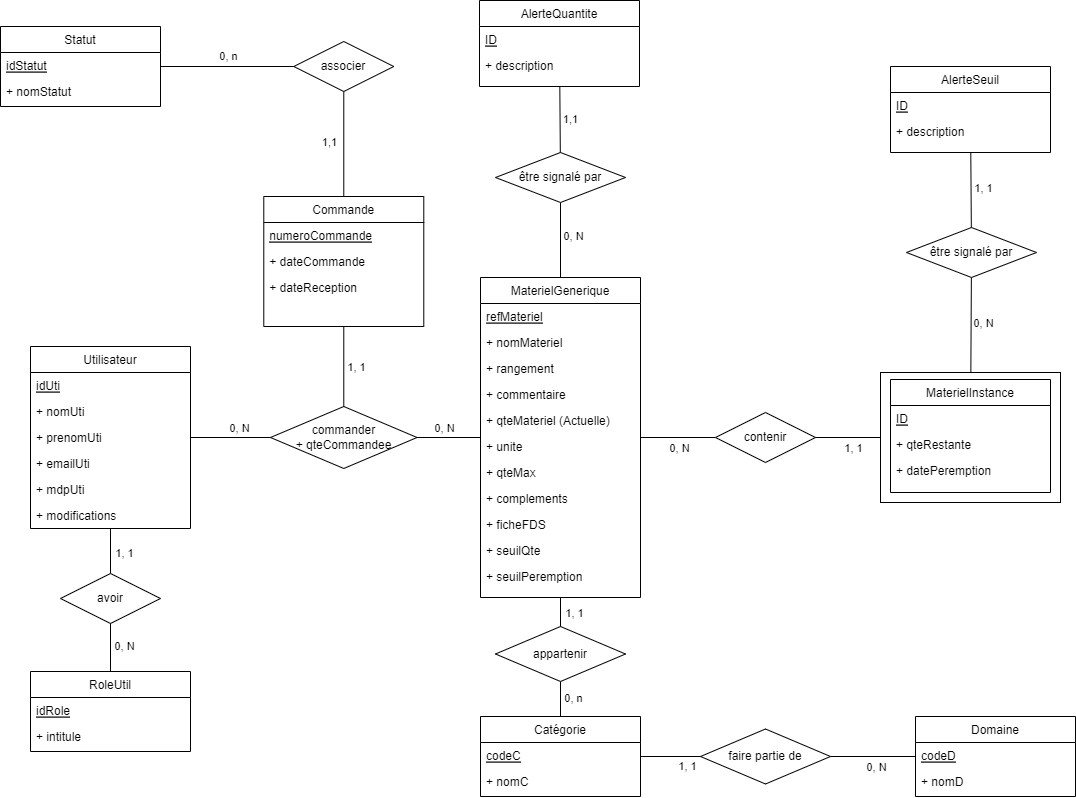 AlerteQuantite
ID
+ description
Statut
idStatut
+ nomStatut
0, n
associer
1,1
1,1
être signalé par
0, N
AlerteSeuil
ID
+ description
1, 1
être signalé par
0, N
Commande
numeroCommande
+ dateCommande
+ dateReception
1, 1
MaterielGenerique
refMateriel
+ nomMateriel
+ rangement
+ commentaire
+ qteMateriel (Actuelle)
+ unite
+ qteMax
+ complements
+ ficheFDS
+ seuilQte
+ seuilPeremption
Utilisateur
idUti
+ nomUti
+ prenomUti
+ emailUti
+ mdpUti
+ modifications
0, N
commander
+ qteCommandee
0, N
0, N
contenir
1, 1
MaterielInstance
ID
+ qteRestante
+ datePeremption
1, 1
avoir
0, N
RoleUtil
idRole
+ intitule
1, 1
appartenir
0, n
Catégorie
codeC
+ nomC
1, 1
faire partie de
0, N
Domaine
codeD
+ nomD